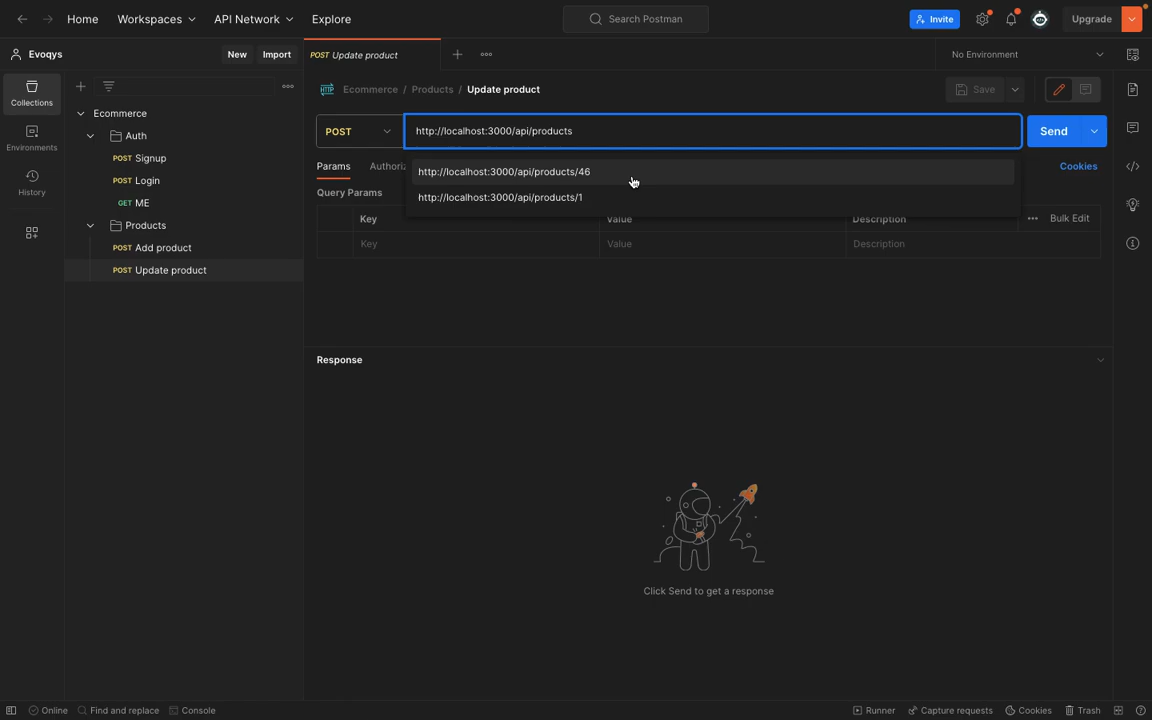 Home
Workspaces
API Network
Explore
Search Postman
Invite
Upgrade
Evoqys
New
Import
POST Update product
No Environment
Collections
Environments
History
Ecommerce
Auth
POST Signup
POST Login
GET ME
Products
POST Add product
POST Update product
HTTP
Ecommerce / Products / Update product
Save
POST
http://localhost:3000/api/products
Send
Params
Authoriz
Cookies
http://localhost:3000/api/products/46
http://localhost:3000/api/products/1
Query Params
Key
Value
Description
Bulk Edit
Key
Value
Description
Response
Click Send to get a response
Online
Find and replace
Console
Runner
Capture requests
Cookies
Trash